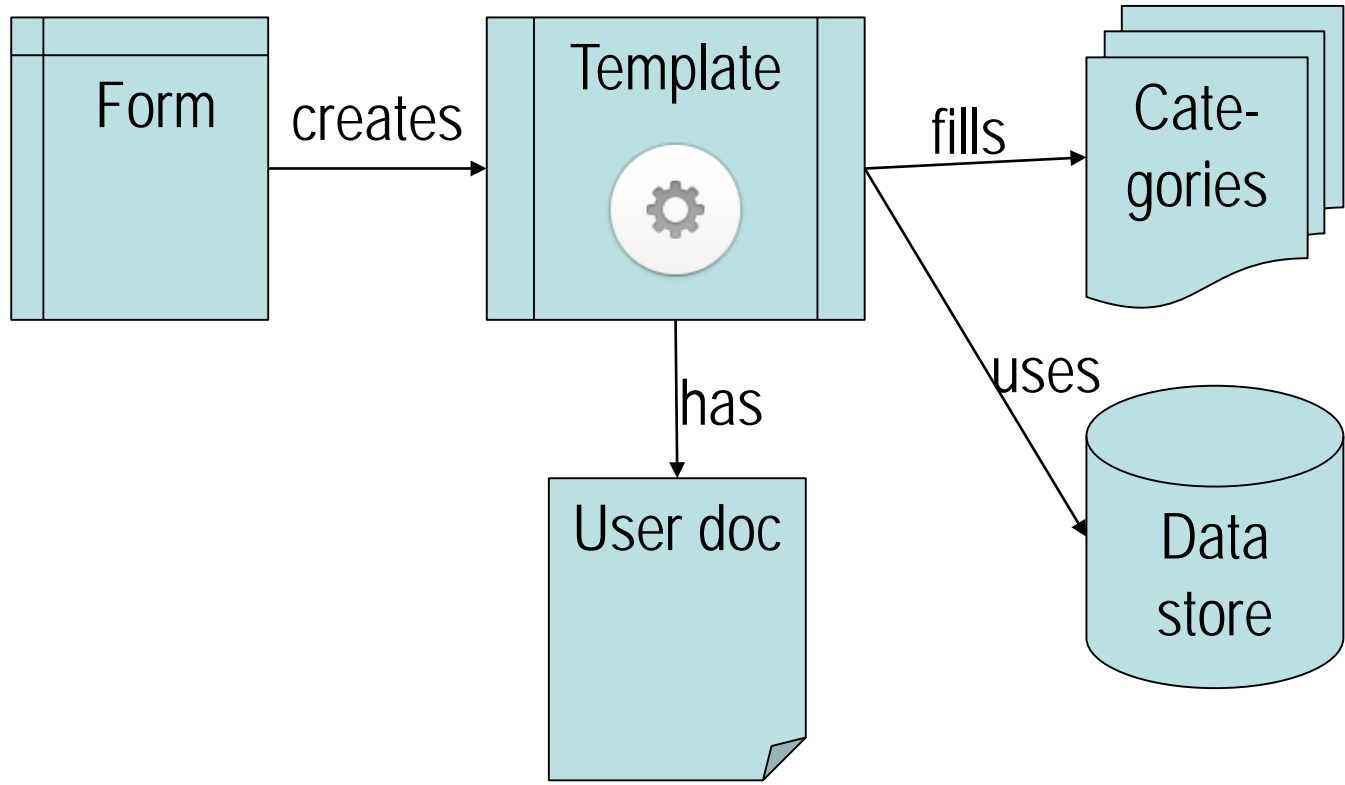 Form
creates
Template
fills
Cate-
gories
uses
has
User doc
Data
store